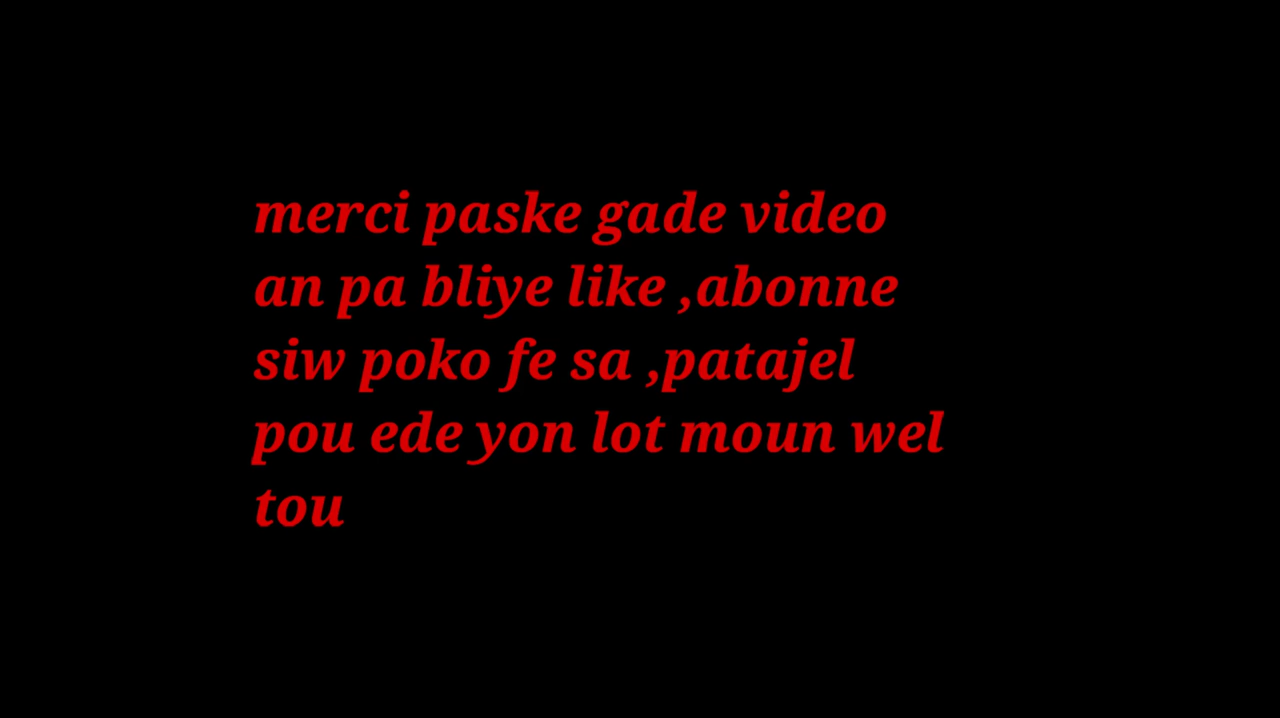 merci paske gade video
an pa bliye like ,abonne
siw poko fe sa ,patajel
pou ede yon lot moun wel
tou